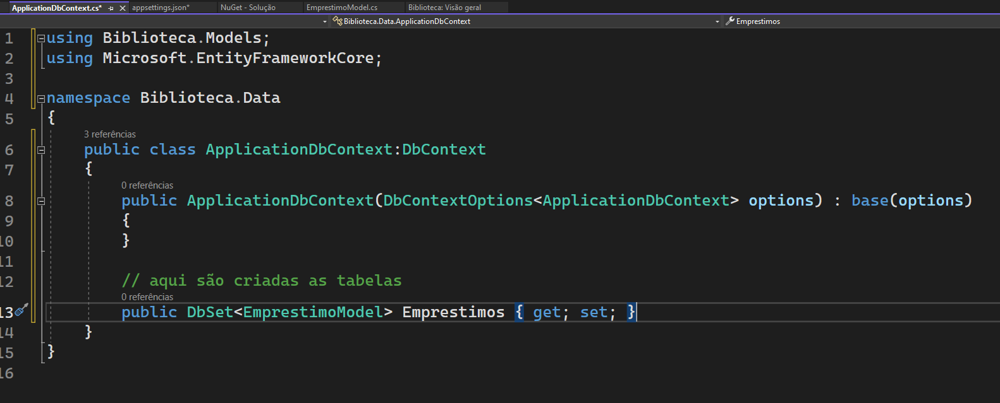 ApplicationDbContext.cs* appsettings.json* NuGet - Solução EmprestimoModel.cs Biblioteca: Visão geral
Biblioteca.Data.ApplicationDbContext Emprestimos
1 using Biblioteca.Models;
2 using Microsoft.EntityFrameworkCore;
3
4 namespace Biblioteca.Data
5 {
3 referências
6 public class ApplicationDbContext:DbContext
7 {
0 referências
8 public ApplicationDbContext(DbContextOptions<ApplicationDbContext> options) : base(options)
9 {
10 }
11
12 // aqui são criadas as tabelas
0 referências
13 public DbSet<EmprestimoModel> Emprestimos { get; set; }
14 }
15 }
16